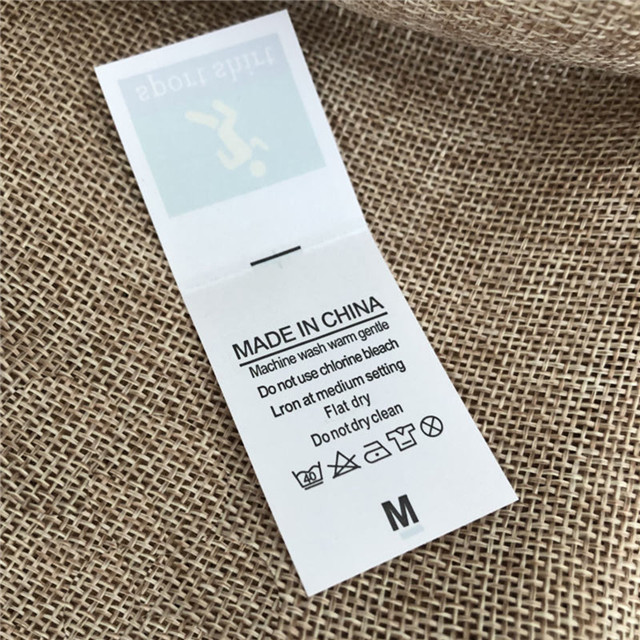 sport shirt
MADE IN CHINA
Machine wash warm gentle
Do not use chlorine bleach
Lron at medium setting
Flat dry
Do not dry clean
40
M